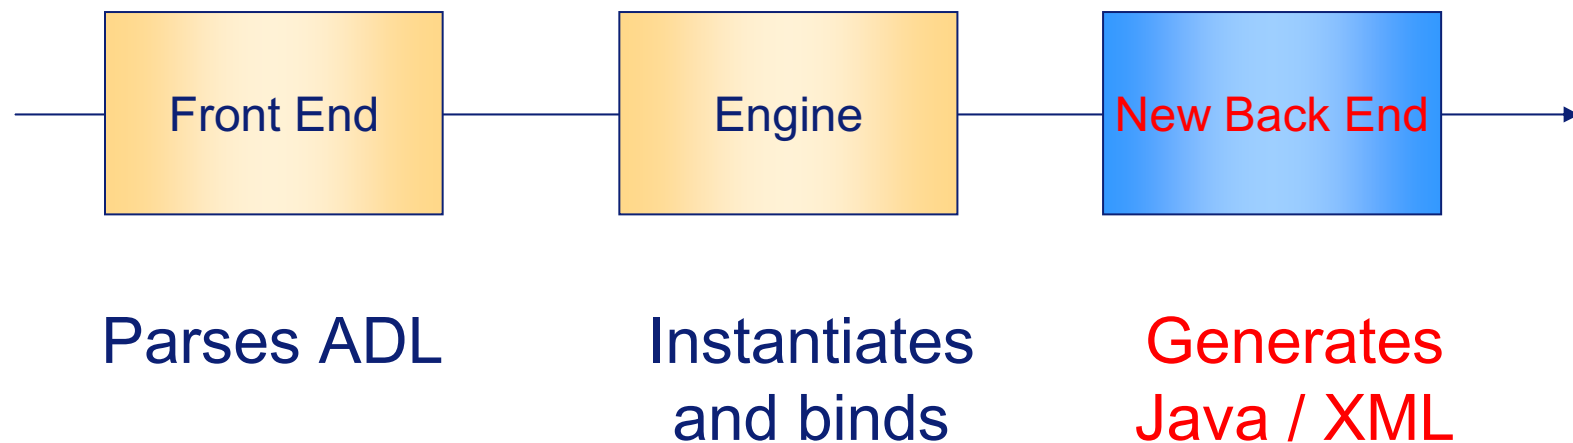 Front End
Engine
New Back End
Parses ADL
Instantiates
and binds
Generates
Java / XML